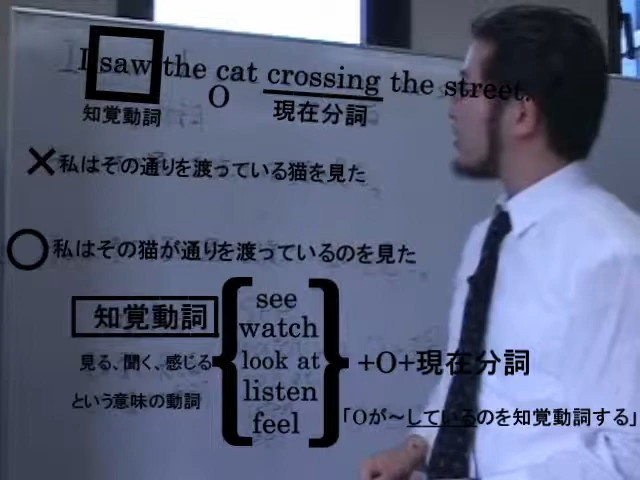 I saw the cat crossing the street.
知覚動詞 O 現在分詞
×私はその通りを渡っている猫を見た
○私はその猫が通りを渡っているのを見た
知覚動詞
見る、聞く、感じる
という意味の動詞
see
watch
look at
listen
feel
+O+現在分詞
「Oが～しているのを知覚動詞する」